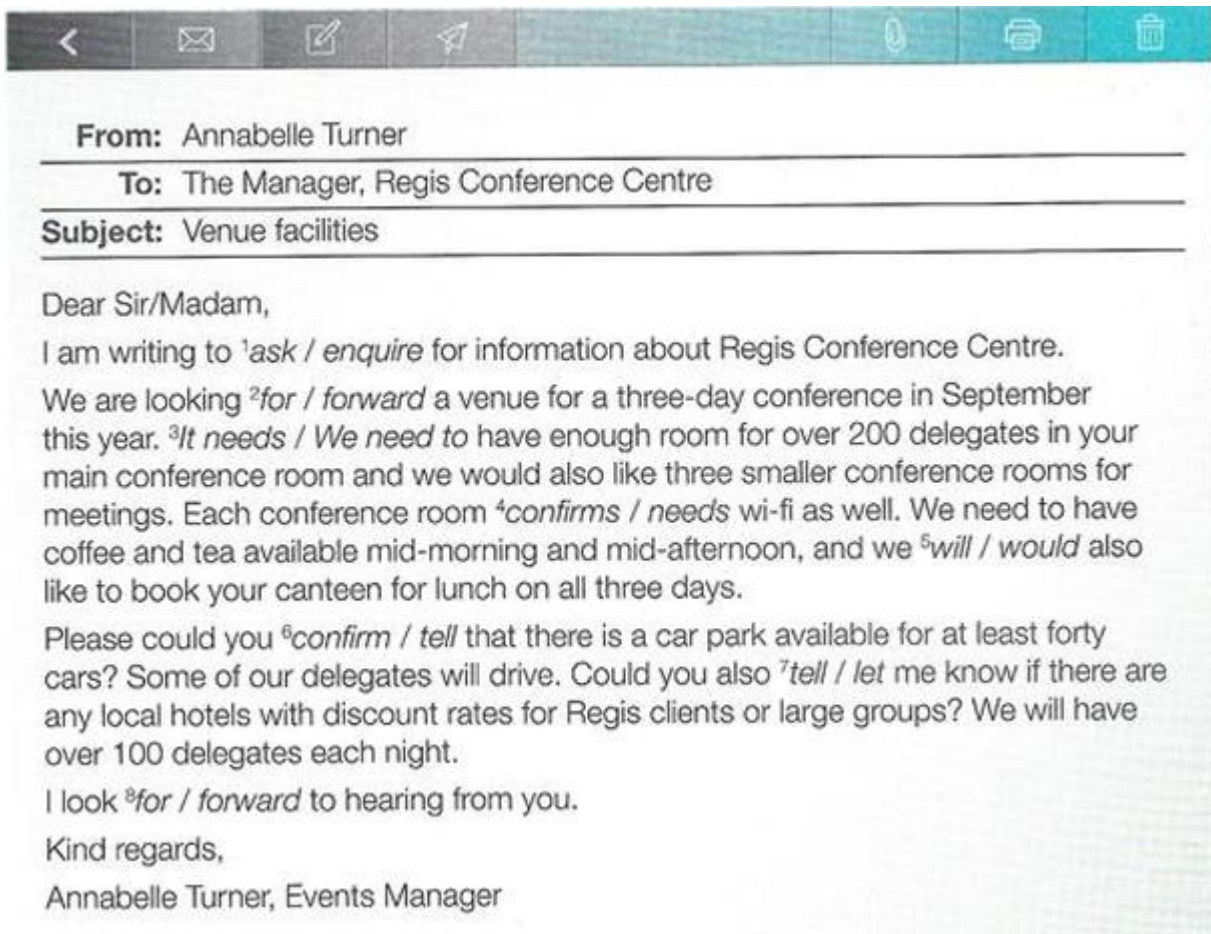 From: Annabelle Turner
To: The Manager, Regis Conference Centre
Subject: Venue facilities
Dear Sir/Madam,
I am writing to ¹ask / enquire for information about Regis Conference Centre.
We are looking ²for / forward a venue for a three-day conference in September
this year. ³It needs / We need to have enough room for over 200 delegates in your
main conference room and we would also like three smaller conference rooms for
meetings. Each conference room ⁴confirms / needs wi-fi as well. We need to have
coffee and tea available mid-morning and mid-afternoon, and we ⁵will / would also
like to book your canteen for lunch on all three days.
Please could you ⁶confirm / tell that there is a car park available for at least forty
cars? Some of our delegates will drive. Could you also ⁷tell / let me know if there are
any local hotels with discount rates for Regis clients or large groups? We will have
over 100 delegates each night.
I look ⁸for / forward to hearing from you.
Kind regards,
Annabelle Turner, Events Manager